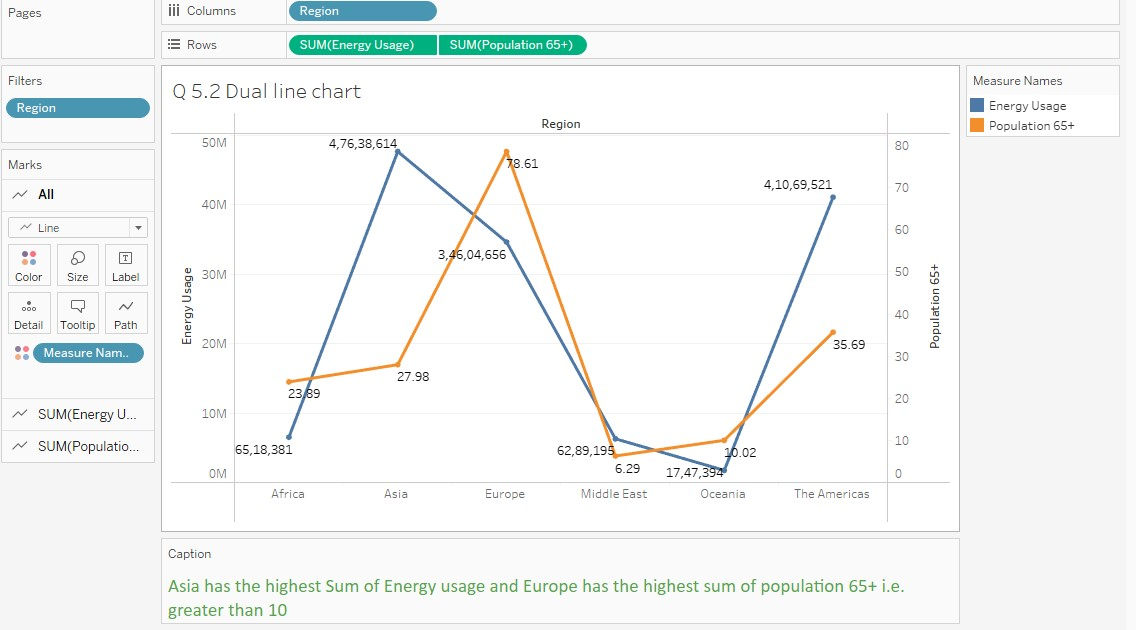 Pages
Columns
Region
Rows
SUM(Energy Usage)
SUM(Population 65+)
Filters
Region
Marks
All
Line
Color
Size
Label
Detail
Tooltip
Path
Measure Nam..
SUM(Energy U...
SUM(Populatio...
Q 5.2 Dual line chart
Region
50M
40M
30M
20M
10M
0M
Energy Usage
4,76,38,614
78.61
4,10,69,521
3,46,04,656
35.69
27.98
23.89
65,18,381
62,89,195
6.29
17,47,394
10.02
80
70
60
50
40
30
20
10
0
Population 65+
Africa
Asia
Europe
Middle East
Oceania
The Americas
Measure Names
Energy Usage
Population 65+
Caption
Asia has the highest Sum of Energy usage and Europe has the highest sum of population 65+ i.e.
greater than 10